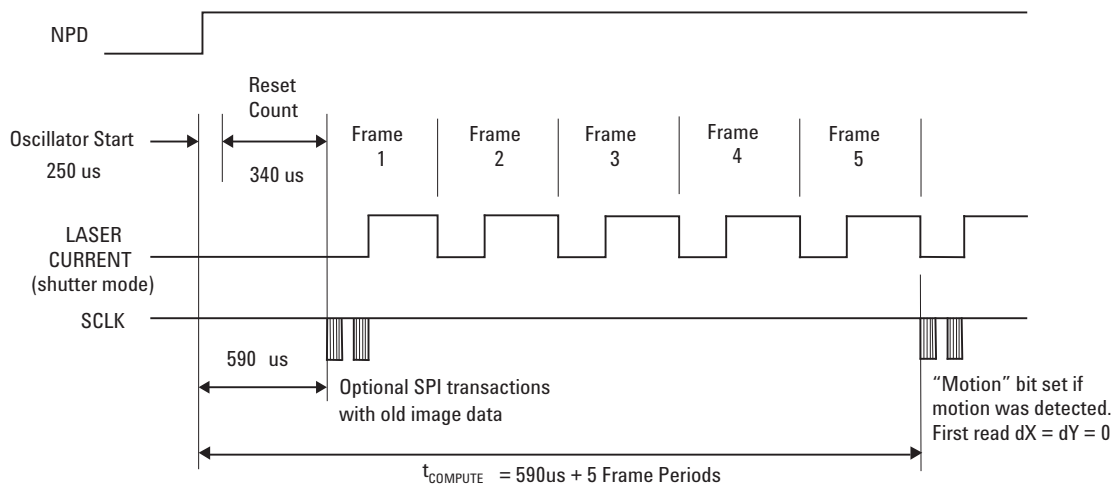 NPD
Reset
Count
Oscillator Start
250 us
340 us
Frame
1
Frame
2
Frame
3
Frame
4
Frame
5
LASER
CURRENT
(shutter mode)
SCLK
590 us
Optional SPI transactions
with old image data
“Motion” bit set if
motion was detected.
First read dX = dY = 0
tCOMPUTE = 590us + 5 Frame Periods